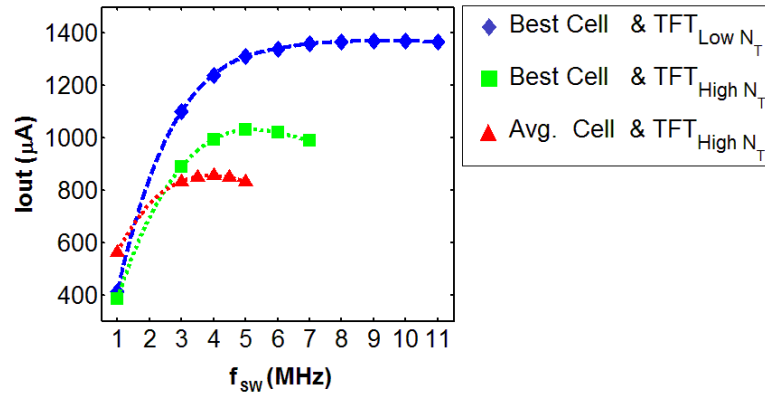 1400
1200
1000
800
600
400
Iout (µA)
1 2 3 4 5 6 7 8 9 10 11
fSW (MHz)
Best Cell & TFTLow NT
Best Cell & TFTHigh NT
Avg. Cell & TFTHigh NT